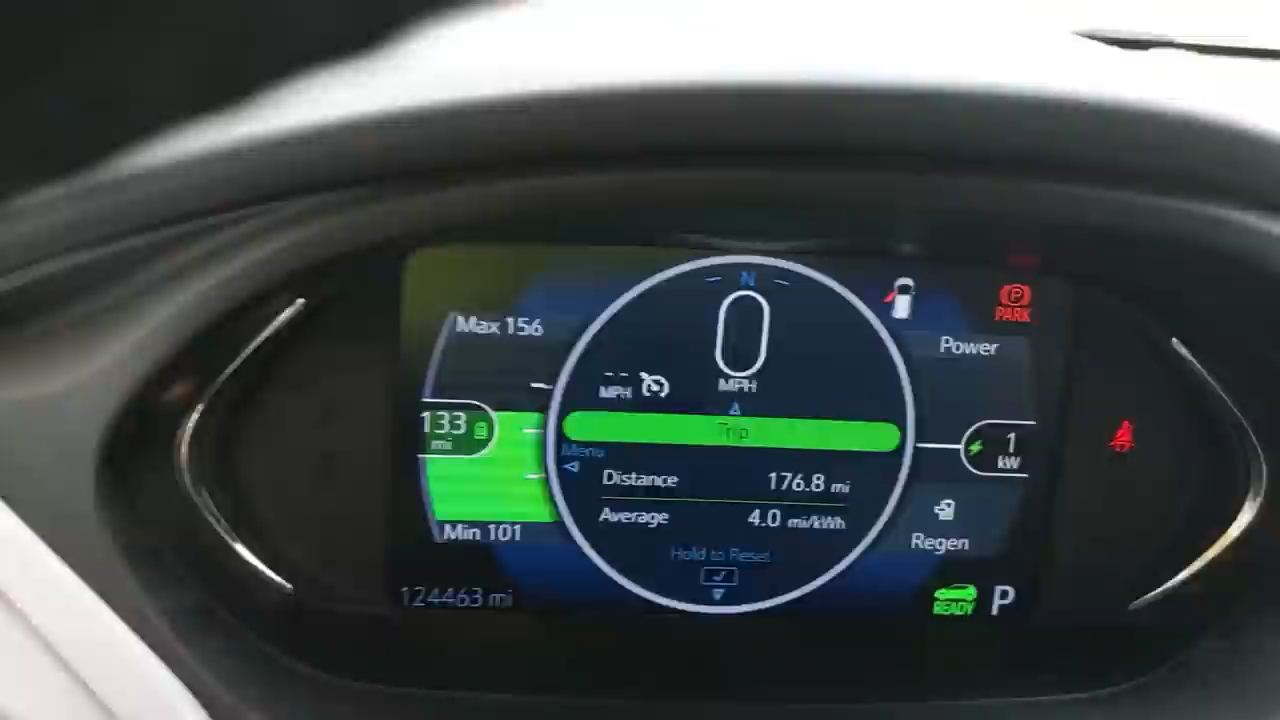 N
Max 156
0
MPH
-- MPH
P
PARK
Power
133
mi
Trip
Menu
Distance 176.8 mi
Average 4.0 mi/kWh
1
kW
Min 101
Regen
Hold to Reset
124463 mi
READY P